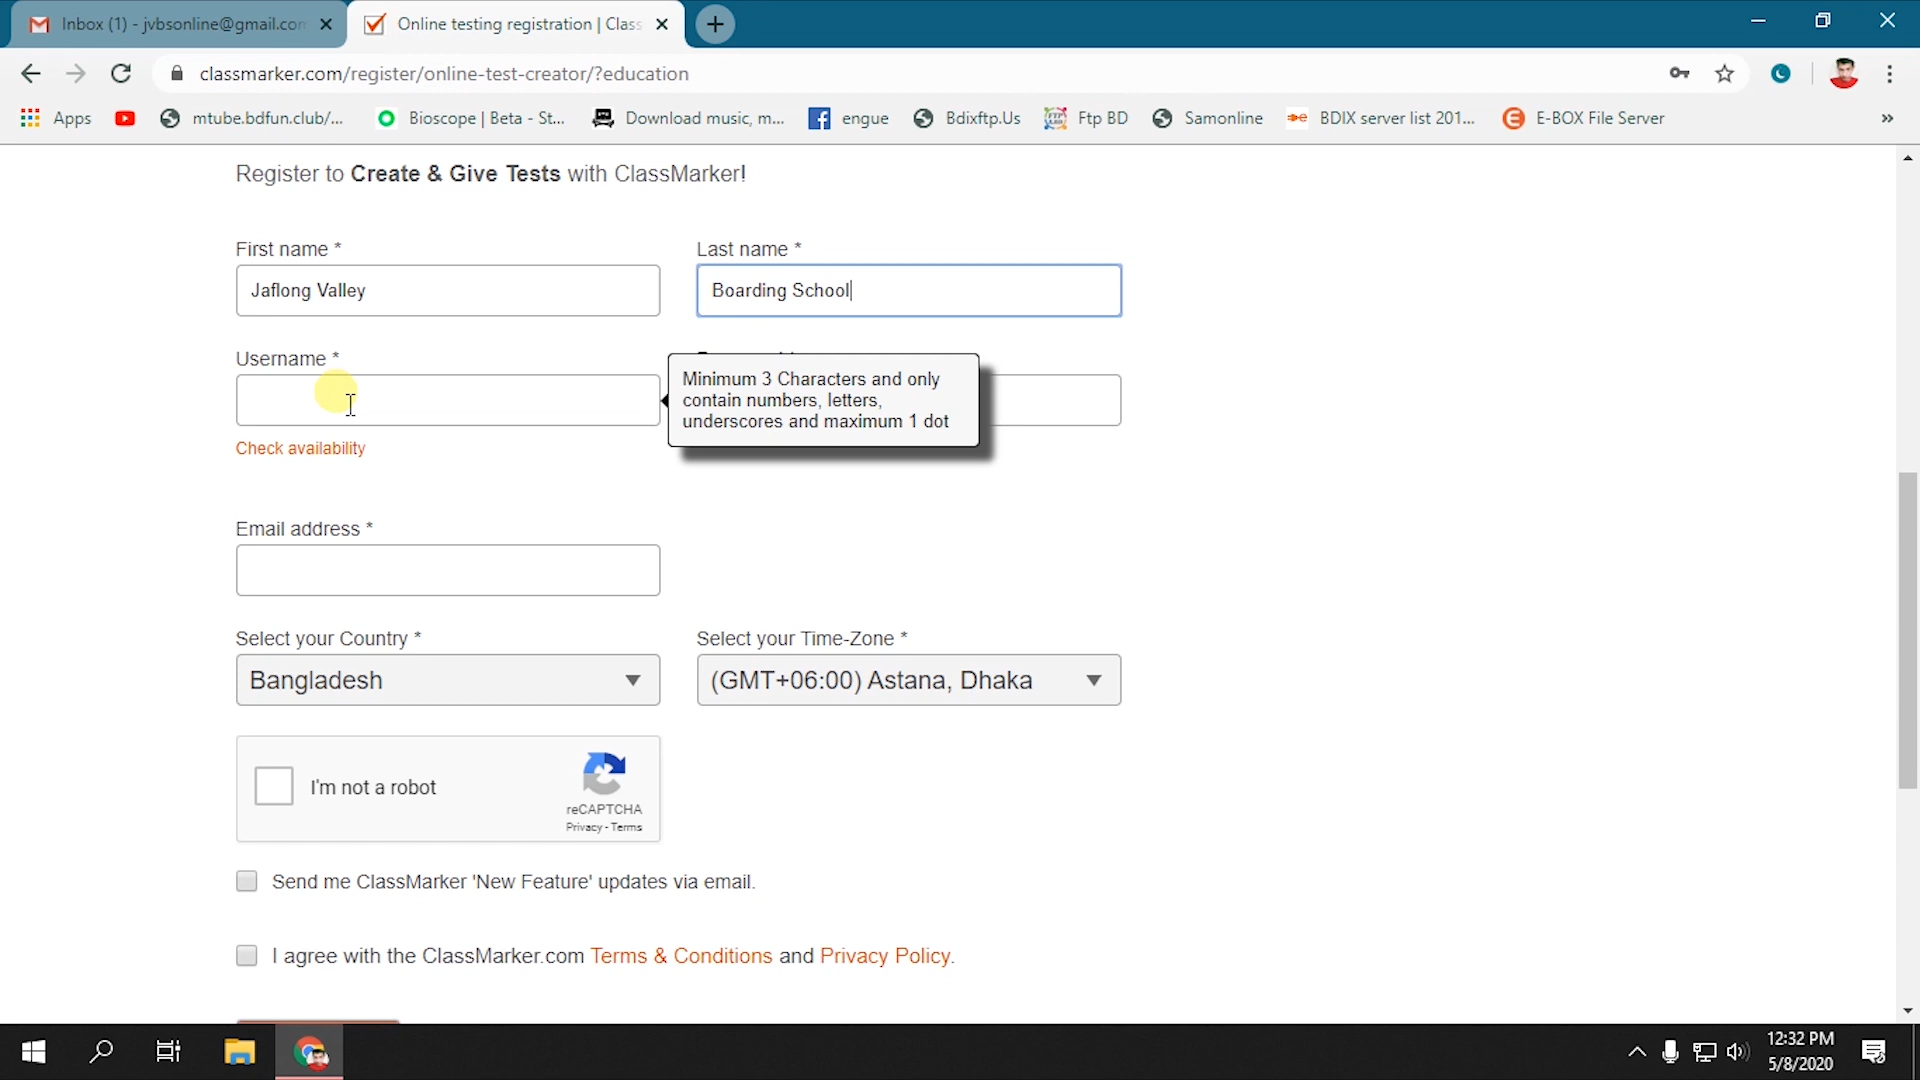 Inbox (1) - jvbsonline@gmail.com
Online testing registration | Class
classmarker.com/register/online-test-creator/?education
Apps
mtube.bdfun.club/...
Bioscope | Beta - St...
Download music, m...
engue
Bdixftp.Us
Ftp BD
Samonline
BDIX server list 201...
E-BOX File Server
»
Register to Create & Give Tests with ClassMarker!
First name *
Last name *
Jaflong Valley
Boarding School
Username *
Minimum 3 Characters and only
contain numbers, letters,
underscores and maximum 1 dot
Check availability
Email address *
Select your Country *
Select your Time-Zone *
Bangladesh
(GMT+06:00) Astana, Dhaka
I'm not a robot
reCAPTCHA
Privacy - Terms
Send me ClassMarker 'New Feature' updates via email.
I agree with the ClassMarker.com Terms & Conditions and Privacy Policy.
12:32 PM
5/8/2020